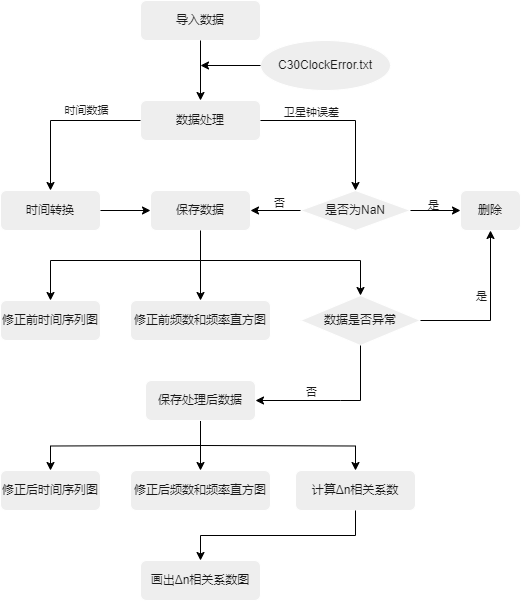 导入数据
C30ClockError.txt
时间数据
数据处理
卫星钟误差
时间转换
保存数据
否
是否为NaN
是
删除
修正前时间序列图
修正前频数和频率直方图
数据是否异常
是
否
保存处理后数据
修正后时间序列图
修正后频数和频率直方图
计算Δn相关系数
画出Δn相关系数图